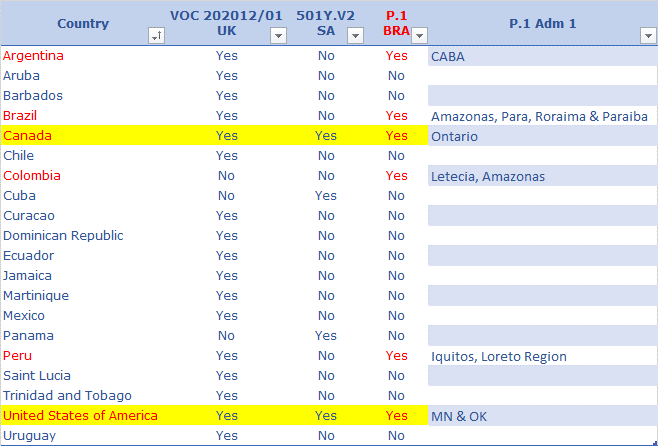 Country VOC 202012/01 UK 501Y.V2 SA P.1 BRA P.1 Adm 1
Argentina Yes No Yes CABA
Aruba Yes No No
Barbados Yes No No
Brazil Yes No Yes Amazonas, Para, Roraima & Paraiba
Canada Yes Yes Yes Ontario
Chile Yes No No
Colombia No No Yes Letecia, Amazonas
Cuba No Yes No
Curacao Yes No No
Dominican Republic Yes No No
Ecuador Yes No No
Jamaica Yes No No
Martinique Yes No No
Mexico Yes No No
Panama No Yes No
Peru Yes No Yes Iquitos, Loreto Region
Saint Lucia Yes No No
Trinidad and Tobago Yes No No
United States of America Yes Yes Yes MN & OK
Uruguay Yes No No